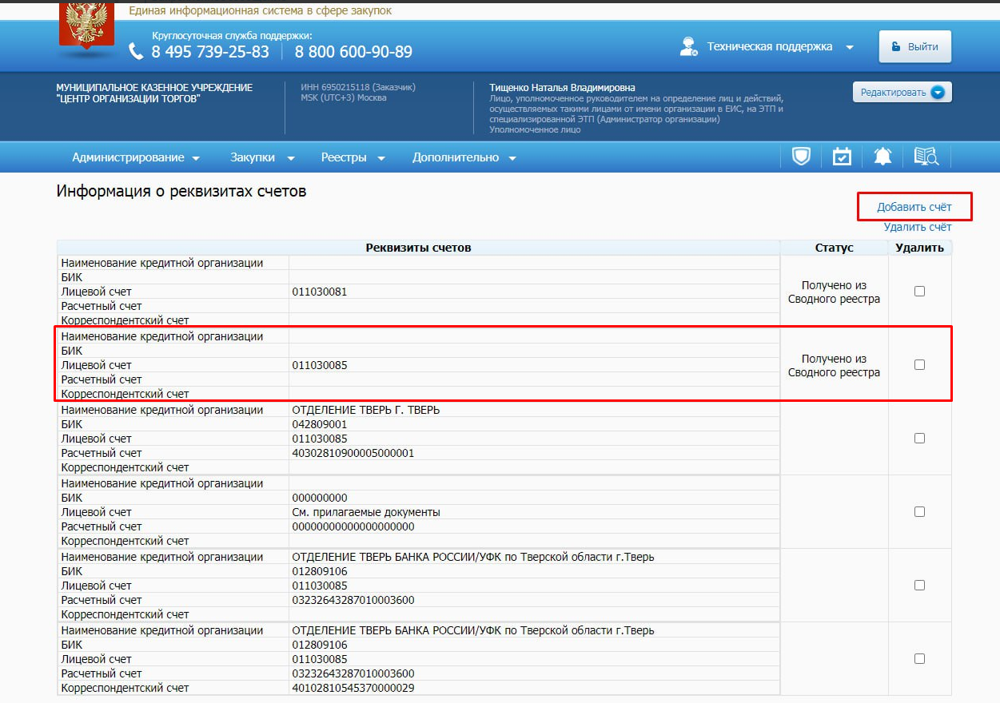 Единая информационная система в сфере закупок
Круглосуточная служба поддержки:
8 495 739-25-83
8 800 600-90-89
Техническая поддержка
Выйти
МУНИЦИПАЛЬНОЕ КАЗЕННОЕ УЧРЕЖДЕНИЕ
"ЦЕНТР ОРГАНИЗАЦИИ ТОРГОВ"
ИНН 6950215118 (Заказчик)
MSK (UTC+3) Москва
Тищенко Наталья Владимировна
Лицо, уполномоченное руководителем на определение лиц и действий,
осуществляемых такими лицами от имени организации в ЕИС, на ЭТП и
специализированной ЭТП (Администратор организации)
Уполномоченное лицо
Редактировать
Администрирование Закупки Реестры Дополнительно
Информация о реквизитах счетов
Добавить счёт
Удалить счёт
Реквизиты счетов Статус Удалить
Наименование кредитной организации
БИК
Лицевой счет 011030081
Расчетный счет
Корреспондентский счет
Получено из
Сводного реестра
Наименование кредитной организации
БИК
Лицевой счет 011030085
Расчетный счет
Корреспондентский счет
Получено из
Сводного реестра
Наименование кредитной организации ОТДЕЛЕНИЕ ТВЕРЬ Г. ТВЕРЬ
БИК 042809001
Лицевой счет 011030085
Расчетный счет 40302810900005000001
Корреспондентский счет
Наименование кредитной организации
БИК 000000000
Лицевой счет См. прилагаемые документы
Расчетный счет 00000000000000000000
Корреспондентский счет
Наименование кредитной организации ОТДЕЛЕНИЕ ТВЕРЬ БАНКА РОССИИ/УФК по Тверской области г.Тверь
БИК 012809106
Лицевой счет 011030085
Расчетный счет 03232643287010003600
Корреспондентский счет
Наименование кредитной организации ОТДЕЛЕНИЕ ТВЕРЬ БАНКА РОССИИ/УФК по Тверской области г.Тверь
БИК 012809106
Лицевой счет 011030085
Расчетный счет 03232643287010003600
Корреспондентский счет 40102810545370000029